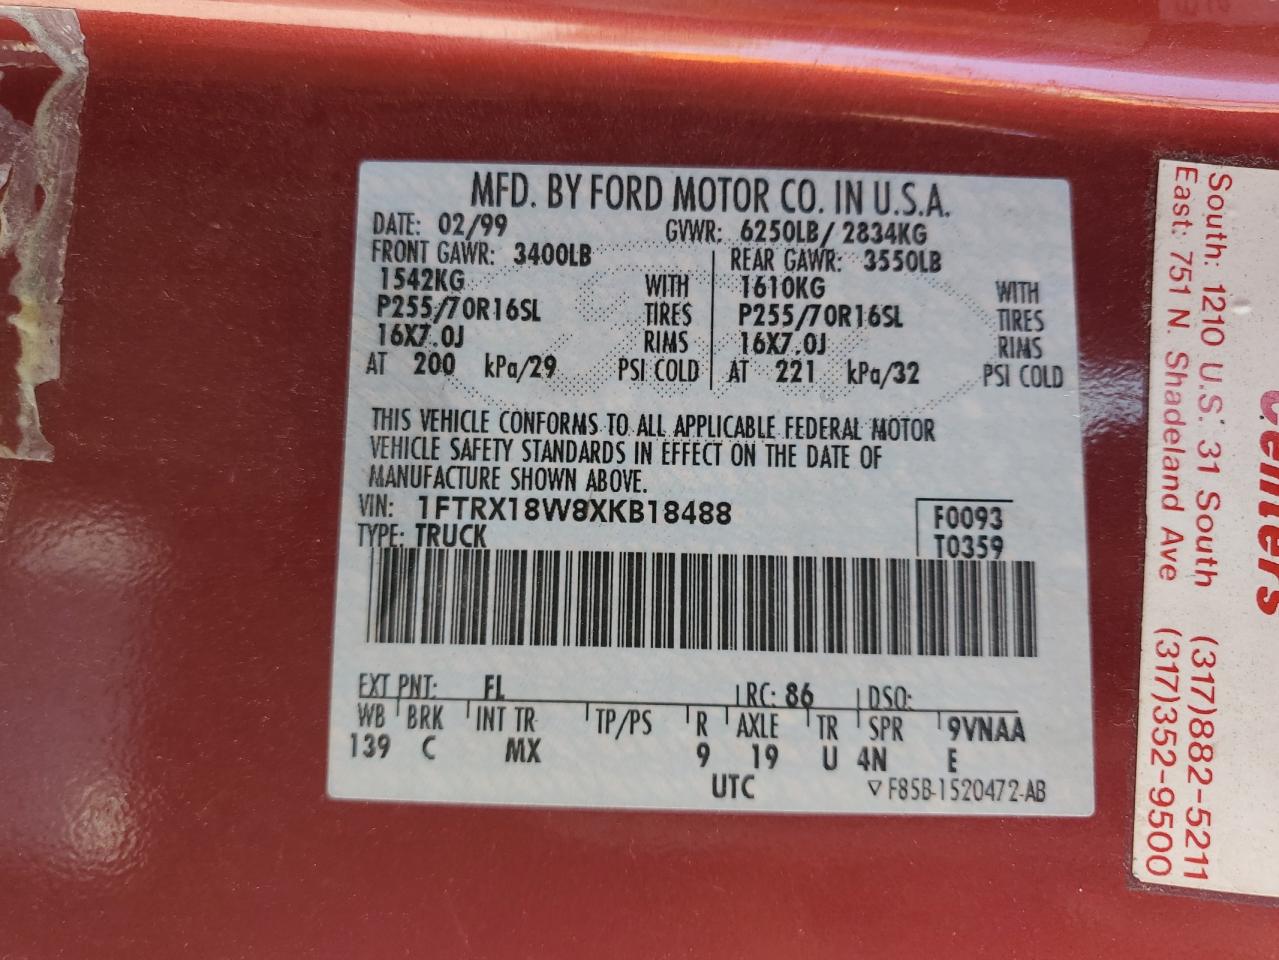 MFD. BY FORD MOTOR CO. IN U.S.A.
DATE: 02/99 GVWR: 6250LB/ 2834KG
FRONT GAWR: 3400LB REAR GAWR: 3550LB
1542KG WITH 1610KG WITH
P255/70R16SL TIRES P255/70R16SL TIRES
16X7.0J RIMS 16X7.0J RIMS
AT 200 kPa/29 PSI COLD AT 221 kPa/32 PSI COLD
THIS VEHICLE CONFORMS TO ALL APPLICABLE FEDERAL MOTOR
VEHICLE SAFETY STANDARDS IN EFFECT ON THE DATE OF
MANUFACTURE SHOWN ABOVE.
VIN: 1FTRX18W8XKB18488 F0093
TYPE: TRUCK T0359
EXT PNT: FL RC: 86 DSO:
WB BRK INT TR TP/PS R AXLE TR SPR 9VNAA
139 C MX 9 19 U 4N E
UTC ▽ F85B-1520472-AB
Centers
South: 1210 U.S. 31 South (317)882-5211
East: 751 N. Shadeland Ave (317)352-9500